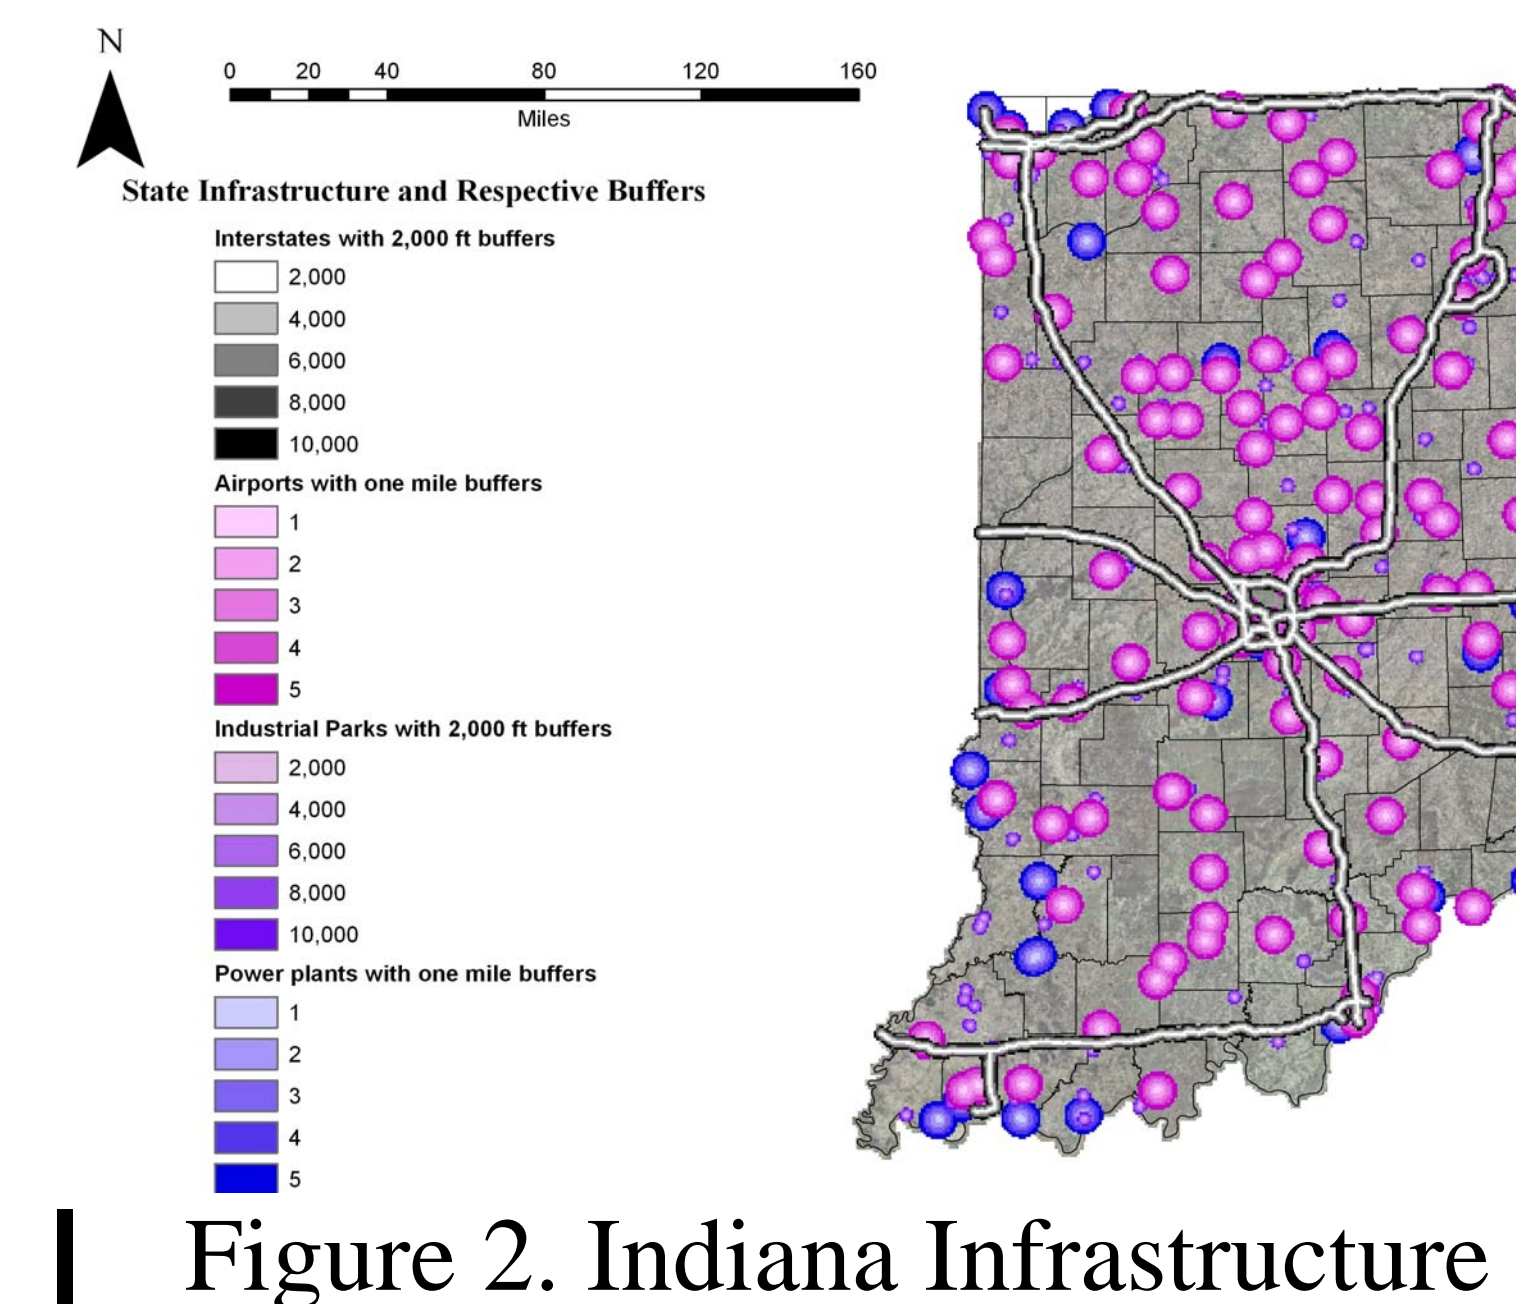 N
0 20 40 80 120 160
Miles
State Infrastructure and Respective Buffers
Interstates with 2,000 ft buffers
2,000
4,000
6,000
8,000
10,000
Airports with one mile buffers
1
2
3
4
5
Industrial Parks with 2,000 ft buffers
2,000
4,000
6,000
8,000
10,000
Power plants with one mile buffers
1
2
3
4
5
Figure 2. Indiana Infrastructure